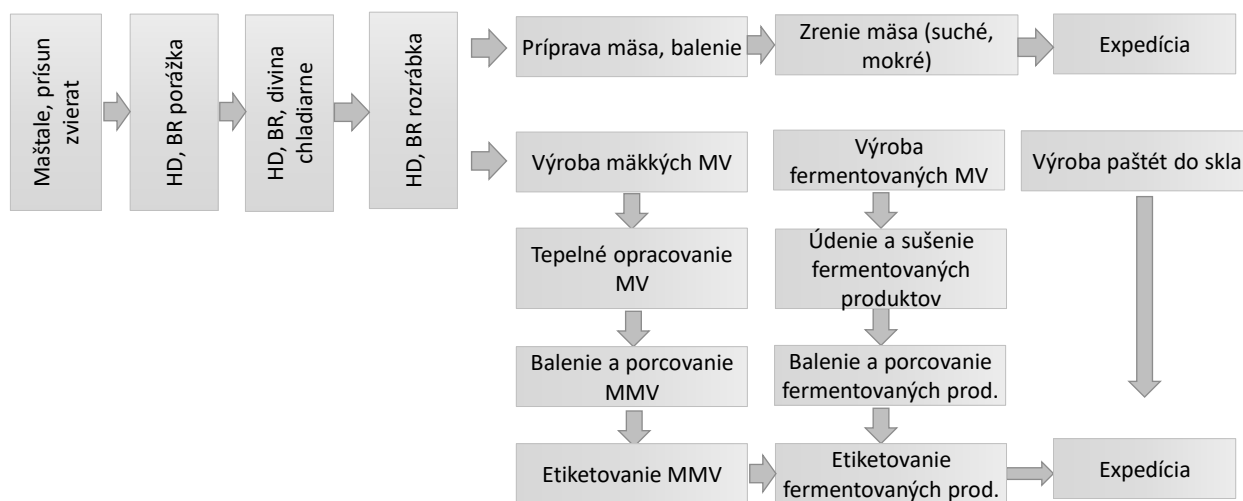 Maštale, prísun
zvierat
HD, BR porážka
HD, BR, divina
chladiarne
HD, BR rozrábka
Príprava mäsa, balenie
Zrenie mäsa (suché,
mokré)
Expedícia
Výroba mäkkých MV
Výroba
fermentovaných MV
Výroba paštét do skla
Tepelné opracovanie
MV
Údenie a sušenie
fermentovaných
produktov
Balenie a porcovanie
MMV
Balenie a porcovanie
fermentovaných prod.
Etiketovanie MMV
Etiketovanie
fermentovaných prod.
Expedícia